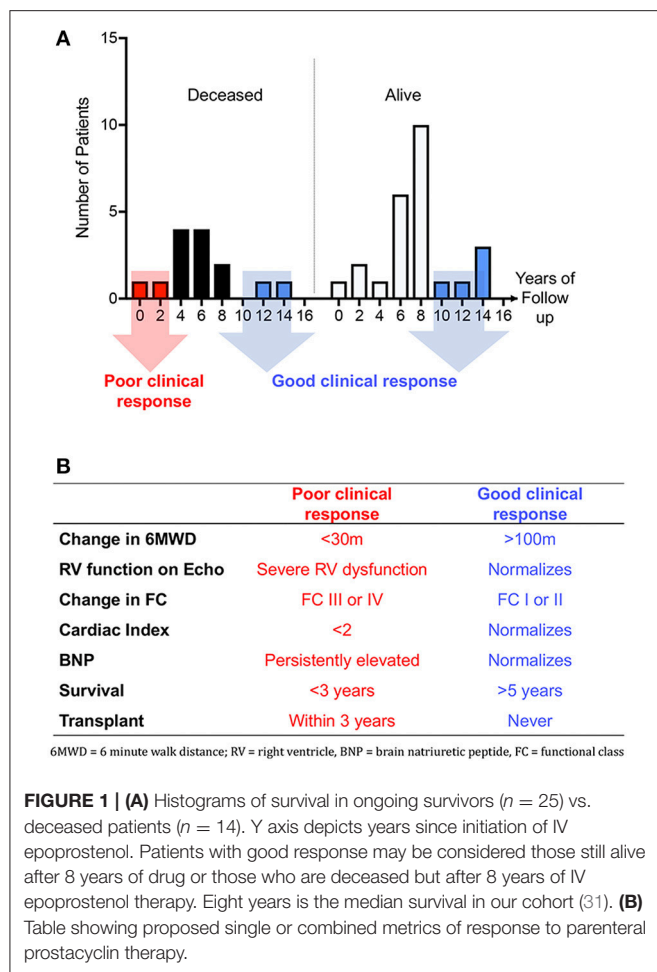 A
15
Deceased
Alive
10
Number of Patients
5
0
0 2 4 6 8 10 12 14 16
0 2 4 6 8 10 12 14 16
Years of
Follow
up
Poor clinical
response
Good clinical response
B
Poor clinical response
Good clinical response
Change in 6MWD <30m >100m
RV function on Echo Severe RV dysfunction Normalizes
Change in FC FC III or IV FC I or II
Cardiac Index <2 Normalizes
BNP Persistently elevated Normalizes
Survival <3 years >5 years
Transplant Within 3 years Never
6MWD = 6 minute walk distance; RV = right ventricle, BNP = brain natriuretic peptide, FC = functional class
FIGURE 1 | (A) Histograms of survival in ongoing survivors (n = 25) vs.
deceased patients (n = 14). Y axis depicts years since initiation of IV
epoprostenol. Patients with good response may be considered those still alive
after 8 years of drug or those who are deceased but after 8 years of IV
epoprostenol therapy. Eight years is the median survival in our cohort (31). (B)
Table showing proposed single or combined metrics of response to parenteral
prostacyclin therapy.